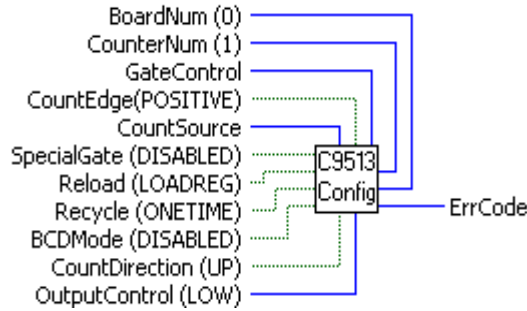 BoardNum (0)
CounterNum (1)
GateControl
CountEdge(POSITIVE)
CountSource
SpecialGate (DISABLED)
Reload (LOADREG)
Recycle (ONETIME)
BCDMode (DISABLED)
CountDirection (UP)
OutputControl (LOW)
C9513
Config
ErrCode